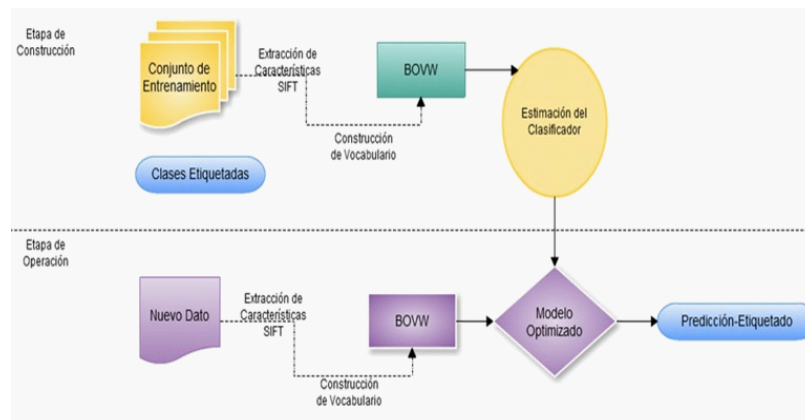 Etapa de
Construcción
Conjunto de
Entrenamiento
Extracción de
Características
SIFT
BOVW
Construcción
de Vocabulario
Estimación del
Clasificador
Clases Etiquetadas
Etapa de
Operación
Nuevo Dato
Extracción de
Características
SIFT
BOVW
Construcción
de Vocabulario
Modelo
Optimizado
Predicción-Etiquetado